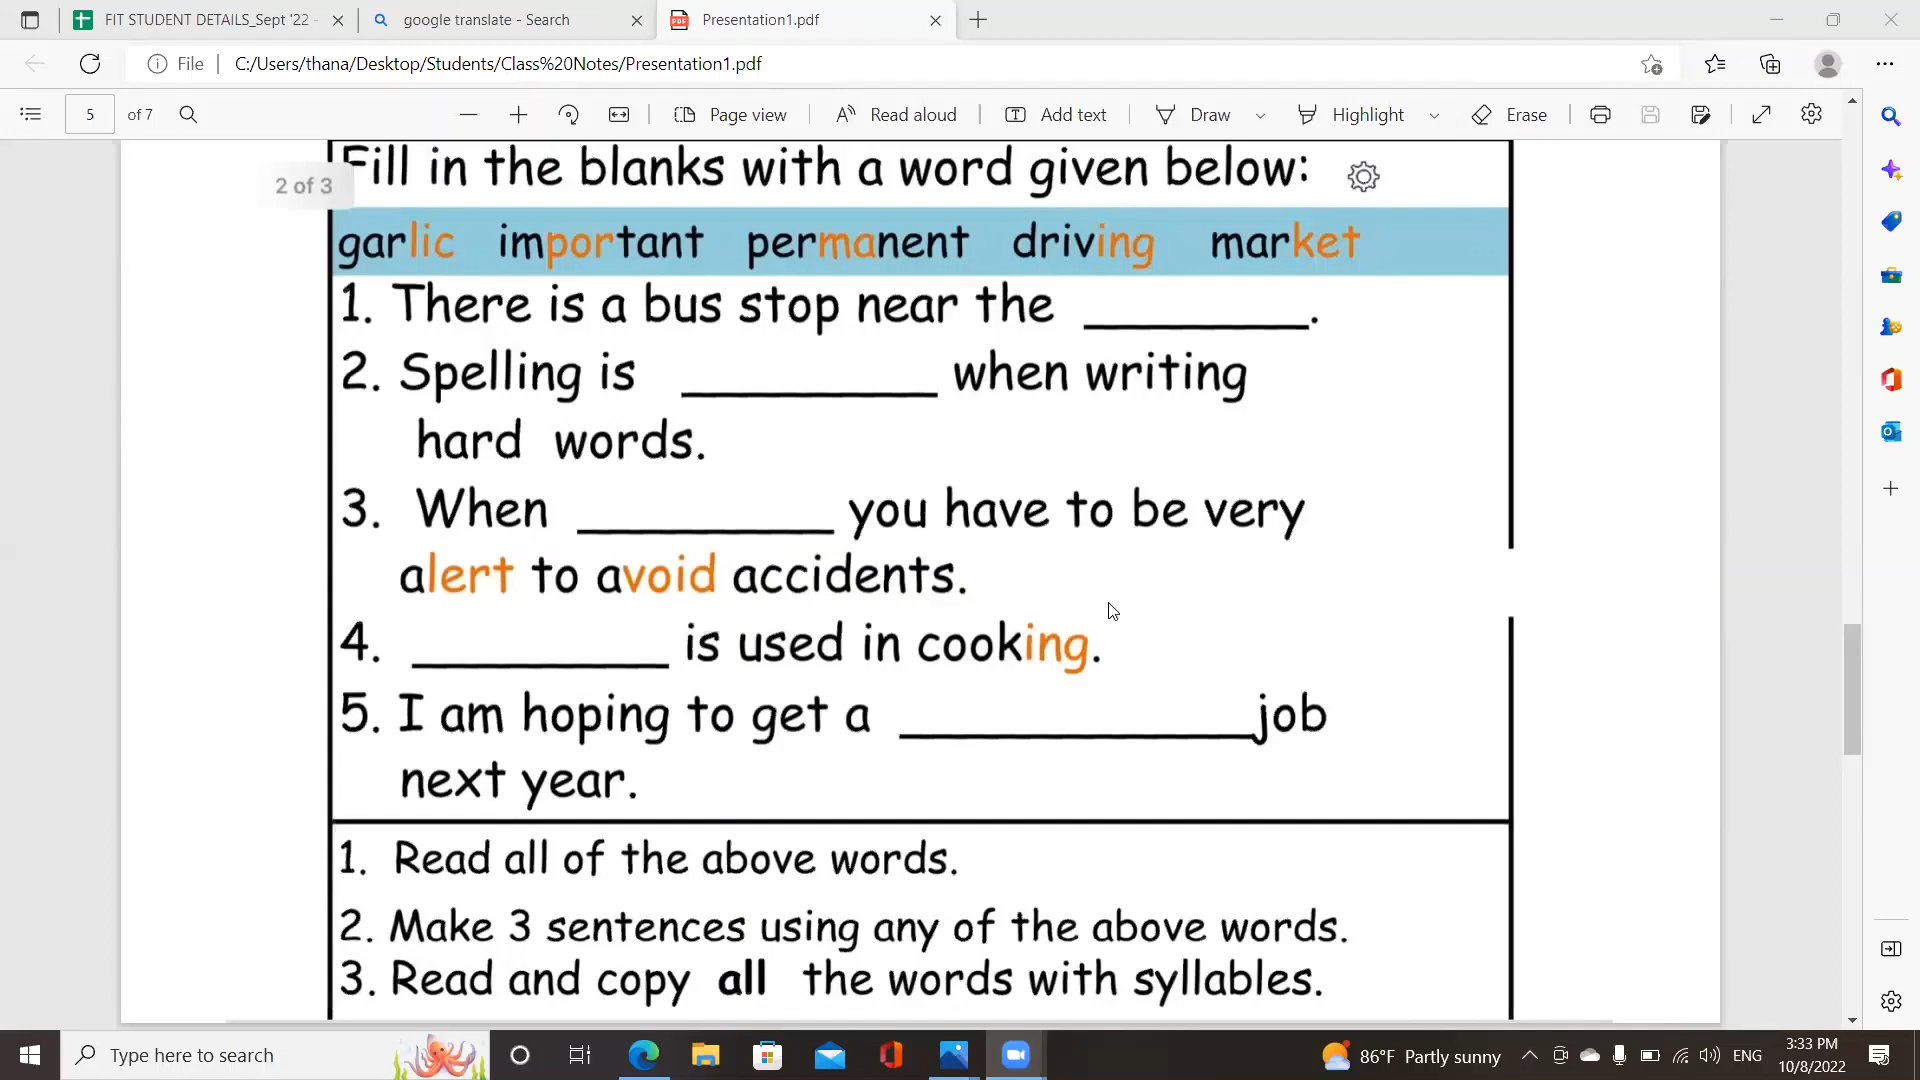 FIT STUDENT DETAILS_Sept '22 -
google translate - Search
Presentation1.pdf
File
C:/Users/thana/Desktop/Students/Class%20Notes/Presentation1.pdf
5 of 7
Page view
Read aloud
Add text
Draw
Highlight
Erase
2 of 3
Fill in the blanks with a word given below:
garlic important permanent driving market
1. There is a bus stop near the ________.
2. Spelling is ________ when writing
hard words.
3. When ________ you have to be very
alert to avoid accidents.
4. ________ is used in cooking.
5. I am hoping to get a ________job
next year.
1. Read all of the above words.
2. Make 3 sentences using any of the above words.
3. Read and copy all the words with syllables.
Type here to search
86°F Partly sunny
ENG
3:33 PM
10/8/2022